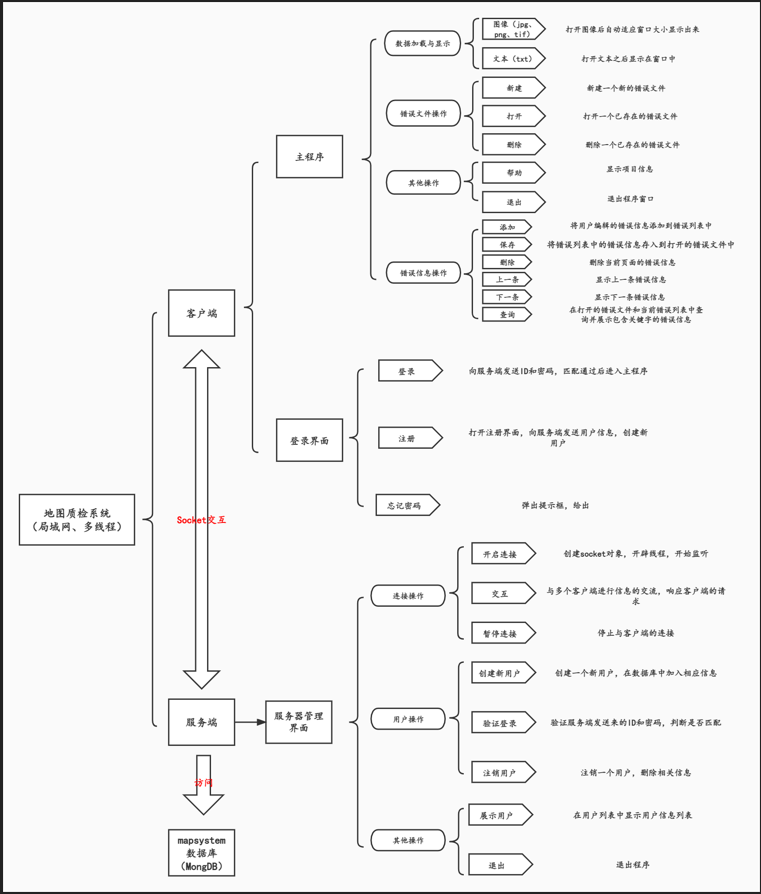 图像（jpg、
png、tif）
打开图像后自动适应窗口大小显示出来
数据加载与显示
文本（txt）
打开文本之后显示在窗口中
新建
新建一个新的错误文件
错误文件操作
打开
打开一个已存在的错误文件
删除
删除一个已存在的错误文件
主程序
帮助
显示项目信息
其他操作
退出
退出程序窗口
添加
将用户编辑的错误信息添加到错误列表中
保存
将错误列表中的错误信息存入到打开的错误文件中
删除
删除当前页面的错误信息
错误信息操作
上一条
显示上一条错误信息
下一条
显示下一条错误信息
查询
在打开的错误文件和当前错误列表中查
询并展示包含关键字的错误信息
客户端
登录
向服务端发送ID和密码，匹配通过后进入主程序
登录界面
注册
打开注册界面，向服务端发送用户信息，创建新
用户
忘记密码
弹出提示框，给出
地图质检系统
（局域网、多线程）
Socket交互
开启连接
创建socket对象，开辟线程，开始监听
连接操作
交互
与多个客户端进行信息的交流，响应客户端的请
求
暂停连接
停止与客户端的连接
创建新用户
创建一个新用户，在数据库中加入相应信息
服务端
服务器管理
界面
用户操作
验证登录
验证服务端发送来的ID和密码，判断是否匹配
注销用户
注销一个用户，删除相关信息
访问
展示用户
在用户列表中显示用户信息列表
其他操作
退出
退出程序
mapsystem
数据库
（MongDB）